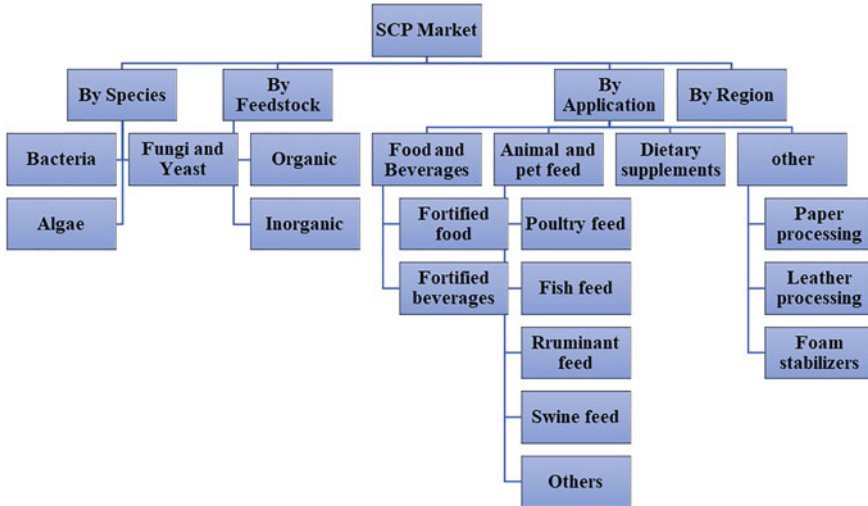 SCP Market
By Species
By
Feedstock
By
Application
By Region
Bacteria
Fungi and
Yeast
Organic
Food and
Beverages
Animal and
pet feed
Dietary
supplements
other
Algae
Inorganic
Fortified
food
Poultry feed
Paper
processing
Fortified
beverages
Fish feed
Leather
processing
Rruminant
feed
Foam
stabilizers
Swine feed
Others